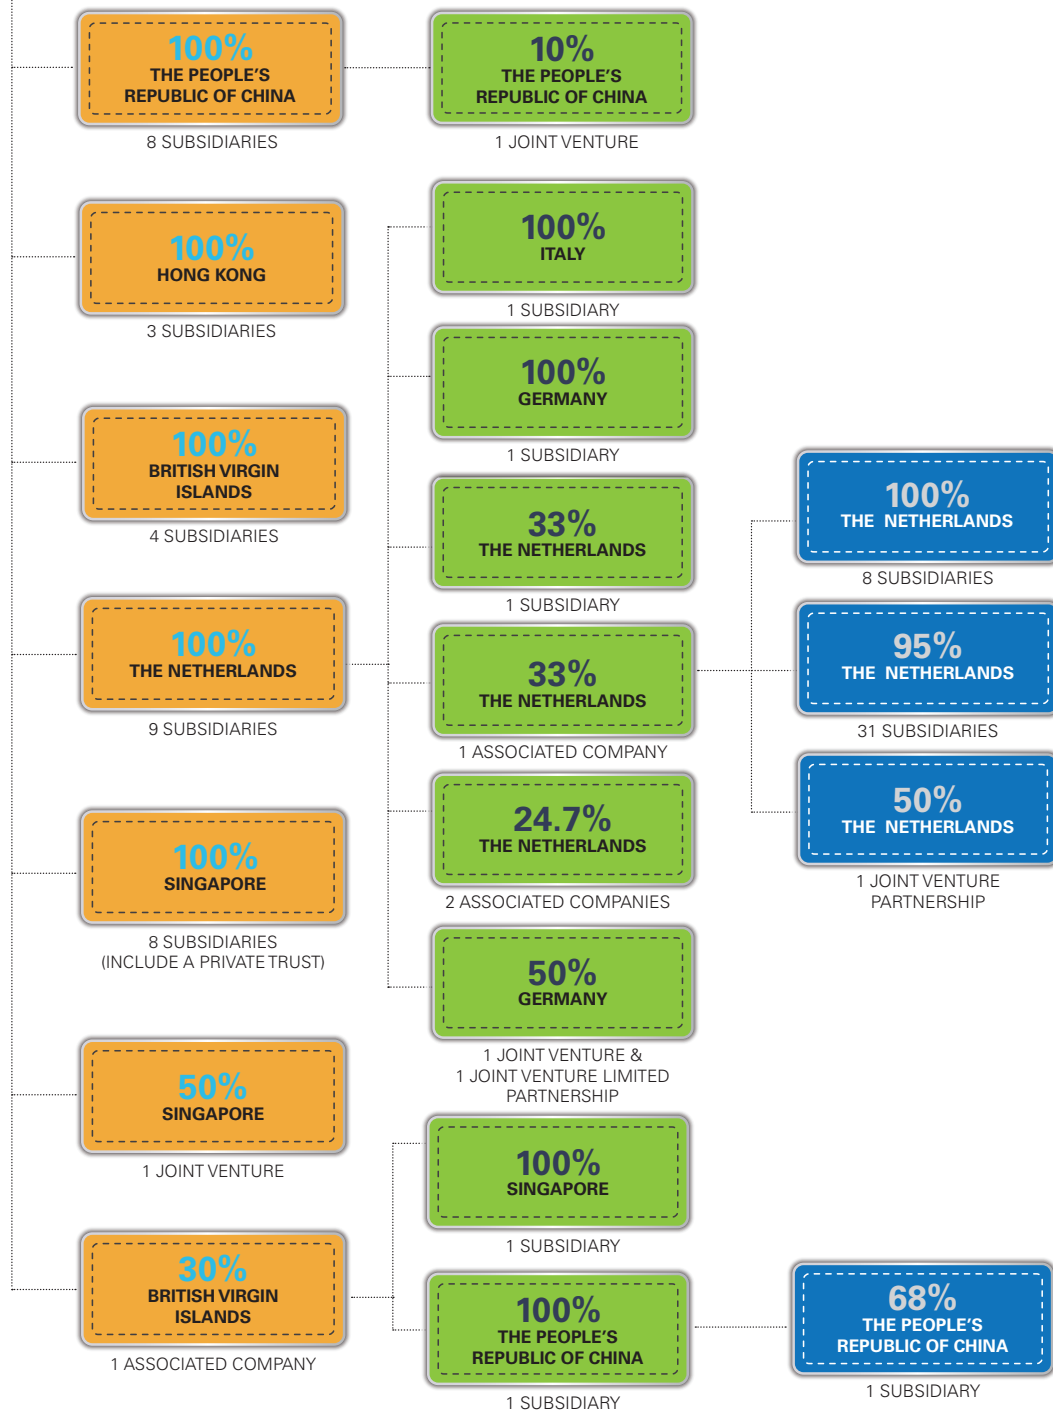 100%
THE PEOPLE'S
REPUBLIC OF CHINA
8 SUBSIDIARIES
10%
THE PEOPLE'S
REPUBLIC OF CHINA
1 JOINT VENTURE
100%
HONG KONG
3 SUBSIDIARIES
100%
BRITISH VIRGIN
ISLANDS
4 SUBSIDIARIES
100%
THE NETHERLANDS
9 SUBSIDIARIES
100%
ITALY
1 SUBSIDIARY
100%
GERMANY
1 SUBSIDIARY
33%
THE NETHERLANDS
1 SUBSIDIARY
33%
THE NETHERLANDS
1 ASSOCIATED COMPANY
100%
THE NETHERLANDS
8 SUBSIDIARIES
95%
THE NETHERLANDS
31 SUBSIDIARIES
50%
THE NETHERLANDS
1 JOINT VENTURE
PARTNERSHIP
24.7%
THE NETHERLANDS
2 ASSOCIATED COMPANIES
50%
GERMANY
1 JOINT VENTURE &
1 JOINT VENTURE LIMITED
PARTNERSHIP
100%
SINGAPORE
8 SUBSIDIARIES
(INCLUDE A PRIVATE TRUST)
50%
SINGAPORE
1 JOINT VENTURE
30%
BRITISH VIRGIN
ISLANDS
1 ASSOCIATED COMPANY
100%
SINGAPORE
1 SUBSIDIARY
100%
THE PEOPLE'S
REPUBLIC OF CHINA
1 SUBSIDIARY
68%
THE PEOPLE'S
REPUBLIC OF CHINA
1 SUBSIDIARY